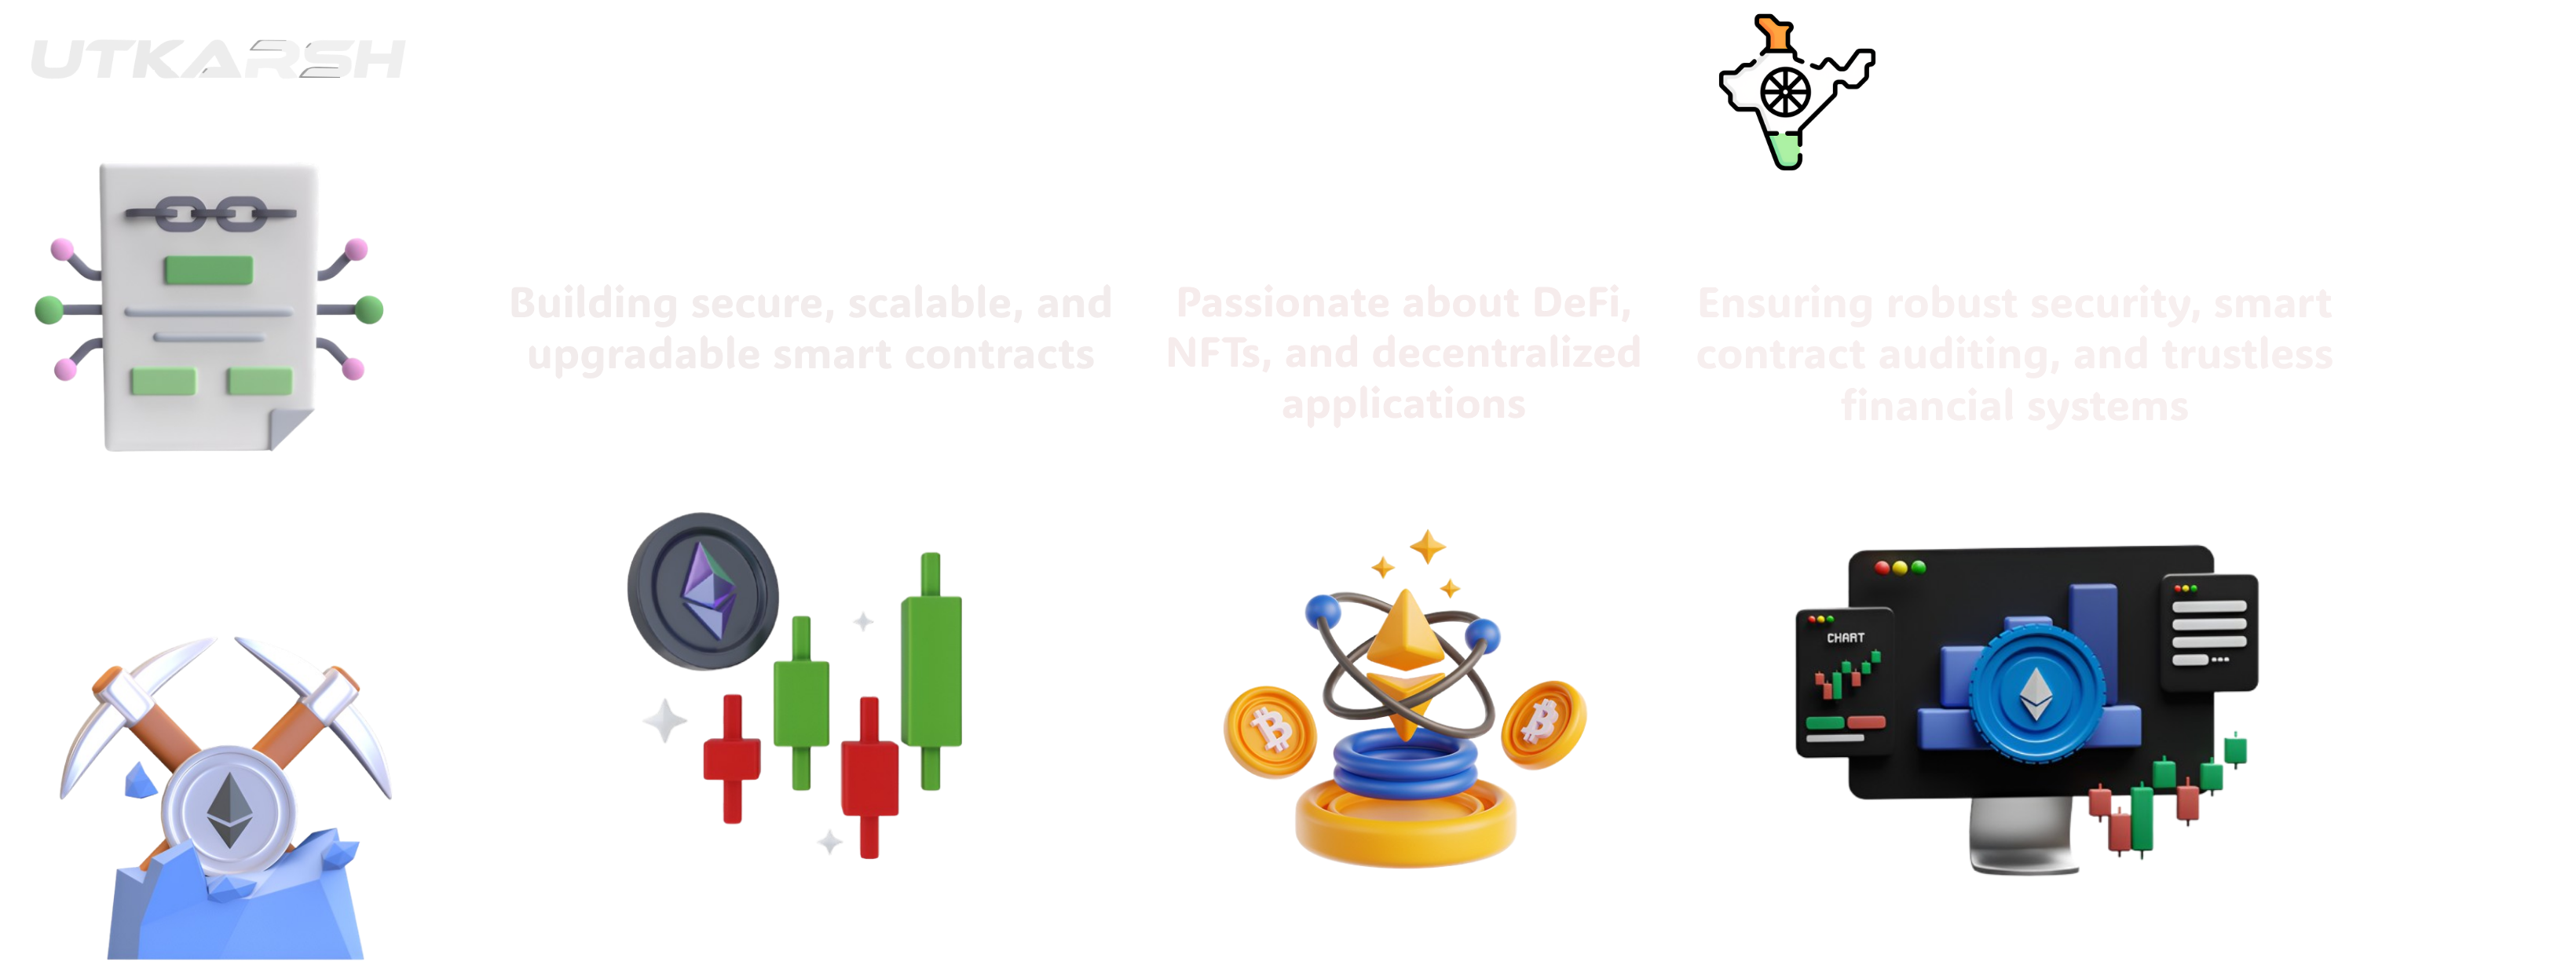 UTKARSH
Building secure, scalable, and
upgradable smart contracts
Passionate about DeFi,
NFTs, and decentralized
applications
Ensuring robust security, smart
contract auditing, and trustless
financial systems
CHART